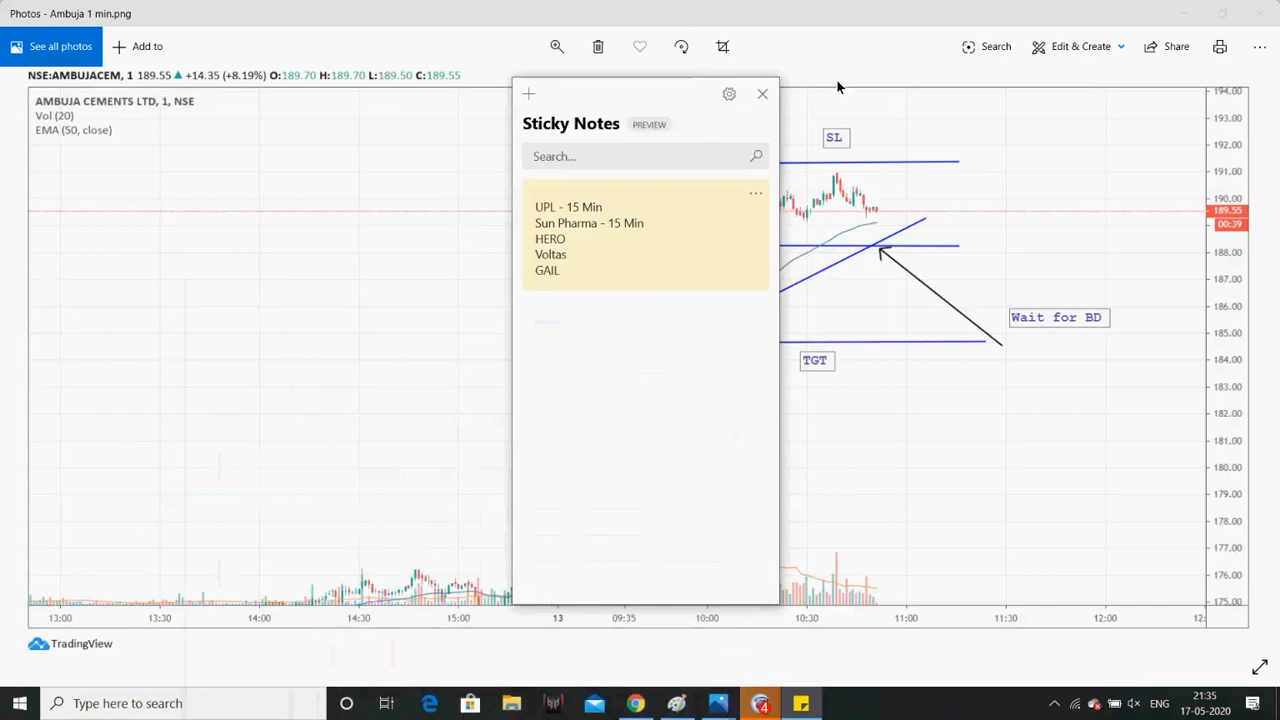 Photos - Ambuja 1 min.png
See all photos
Add to
Search
Edit & Create
Share
NSE:AMBUJACEM, 1 189.55 ▲ +14.35 (+8.19%) O:189.70 H:189.70 L:189.50 C:189.55
AMBUJA CEMENTS LTD, 1, NSE
Vol (20)
EMA (50, close)
Sticky Notes PREVIEW
Search...
UPL - 15 Min
Sun Pharma - 15 Min
HERO
Voltas
GAIL
SL
Wait for BD
TGT
194.00
193.00
192.00
191.00
190.00
189.55
00:39
188.00
187.00
186.00
185.00
184.00
183.00
182.00
181.00
180.00
179.00
178.00
177.00
176.00
175.00
13:00 13:30 14:00 14:30 15:00 13 09:35 10:00 10:30 11:00 11:30 12:00 12:
TradingView
Type here to search
4
ENG
21:35
17-05-2020